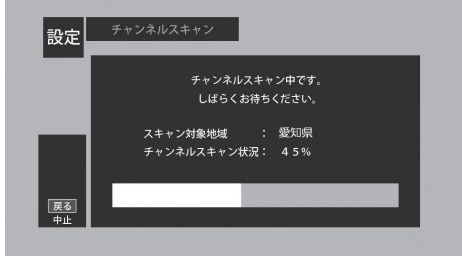 設定
チャンネルスキャン
チャンネルスキャン中です。
しばらくお待ちください。
スキャン対象地域　：　愛知県
チャンネルスキャン状況：　４５%
戻る
中止